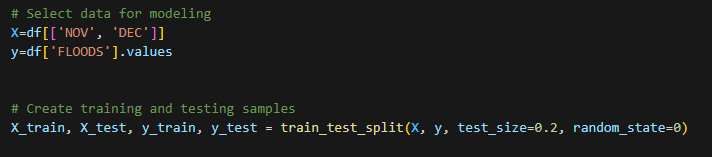 # Select data for modeling
X=df[['NOV', 'DEC']]
y=df['FLOODS'].values
# Create training and testing samples
X_train, X_test, y_train, y_test = train_test_split(X, y, test_size=0.2, random_state=0)